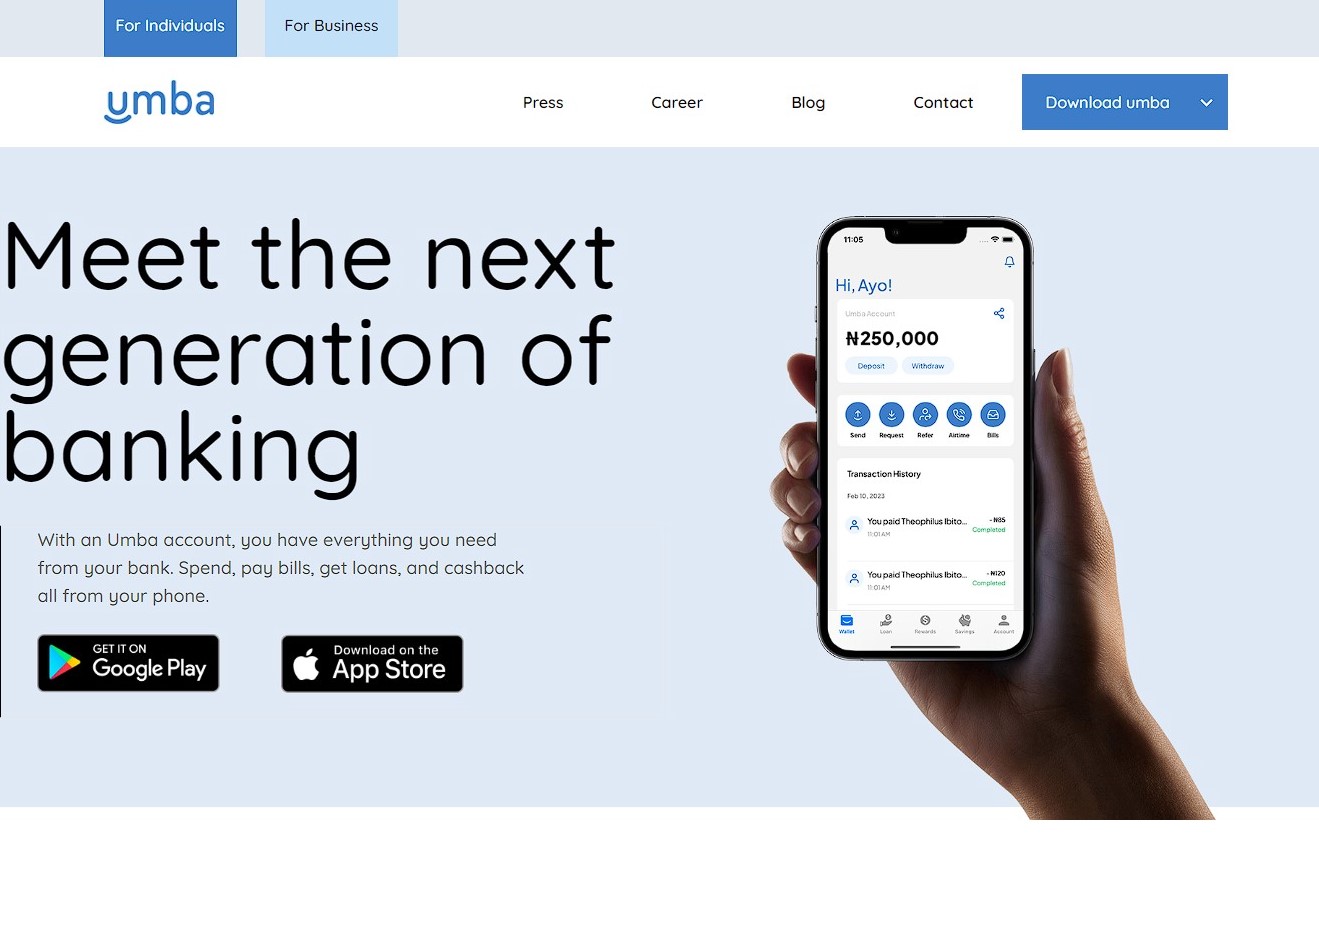 For Individuals
For Business
umba
Press
Career
Blog
Contact
Download umba
Meet the next
generation of
banking
With an Umba account, you have everything you need
from your bank. Spend, pay bills, get loans, and cashback
all from your phone.
GET IT ON
Google Play
Download on the
App Store
11:05
Hi, Ayo!
Umba Account
₦250,000
Deposit
Withdraw
Send
Request
Refer
Airtime
Bills
Transaction History
Feb 10, 2023
You paid Theophilus Ibito... - ₦85
11:01 AM Completed
You paid Theophilus Ibito... - ₦120
11:01 AM Completed
Wallet
Loan
Rewards
Savings
Account